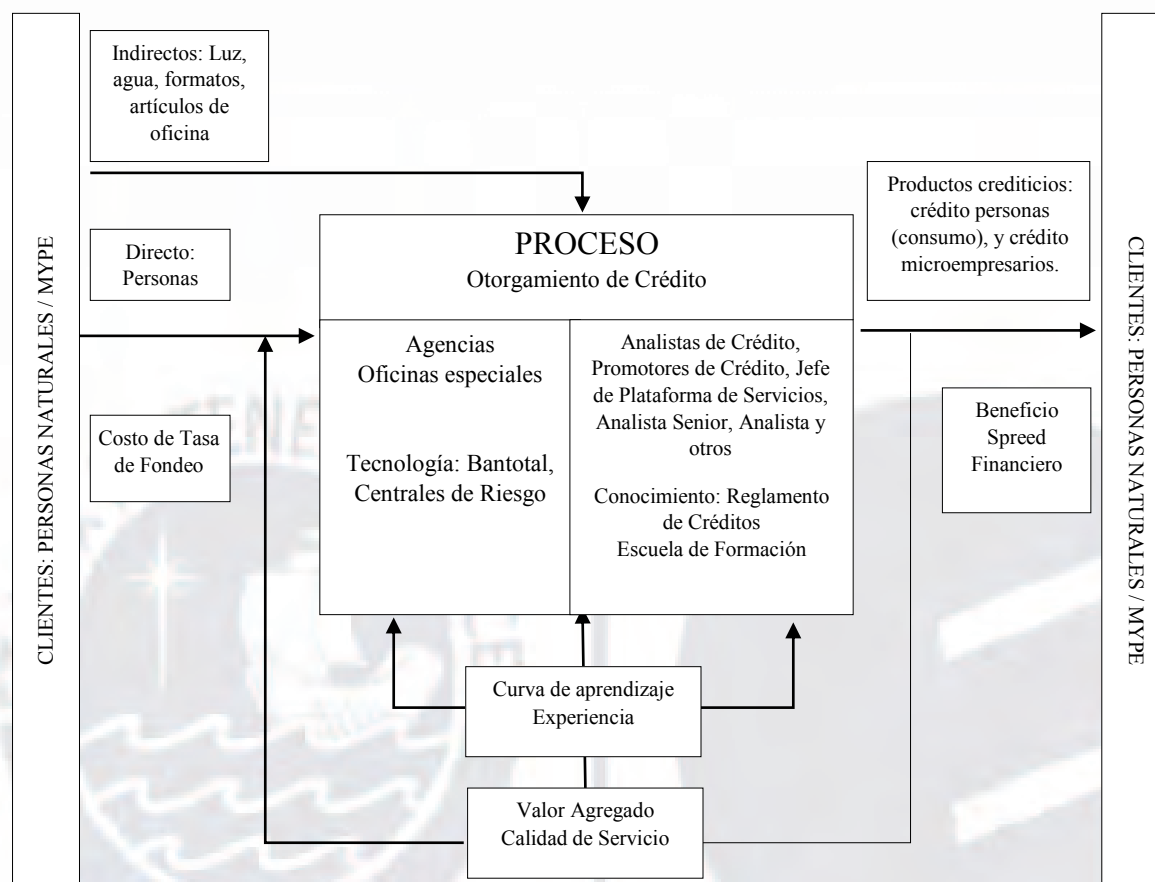 CLIENTES: PERSONAS NATURALES / MYPE
Indirectos: Luz,
agua, formatos,
artículos de
oficina
Directo:
Personas
Costo de Tasa
de Fondeo
PROCESO
Otorgamiento de Crédito
Agencias
Oficinas especiales
Tecnología: Bantotal,
Centrales de Riesgo
Analistas de Crédito,
Promotores de Crédito, Jefe
de Plataforma de Servicios,
Analista Senior, Analista y
otros
Conocimiento: Reglamento
de Créditos
Escuela de Formación
Curva de aprendizaje
Experiencia
Valor Agregado
Calidad de Servicio
Productos crediticios:
crédito personas
(consumo), y crédito
microempresarios.
Beneficio
Spreed
Financiero
CLIENTES: PERSONAS NATURALES / MYPE